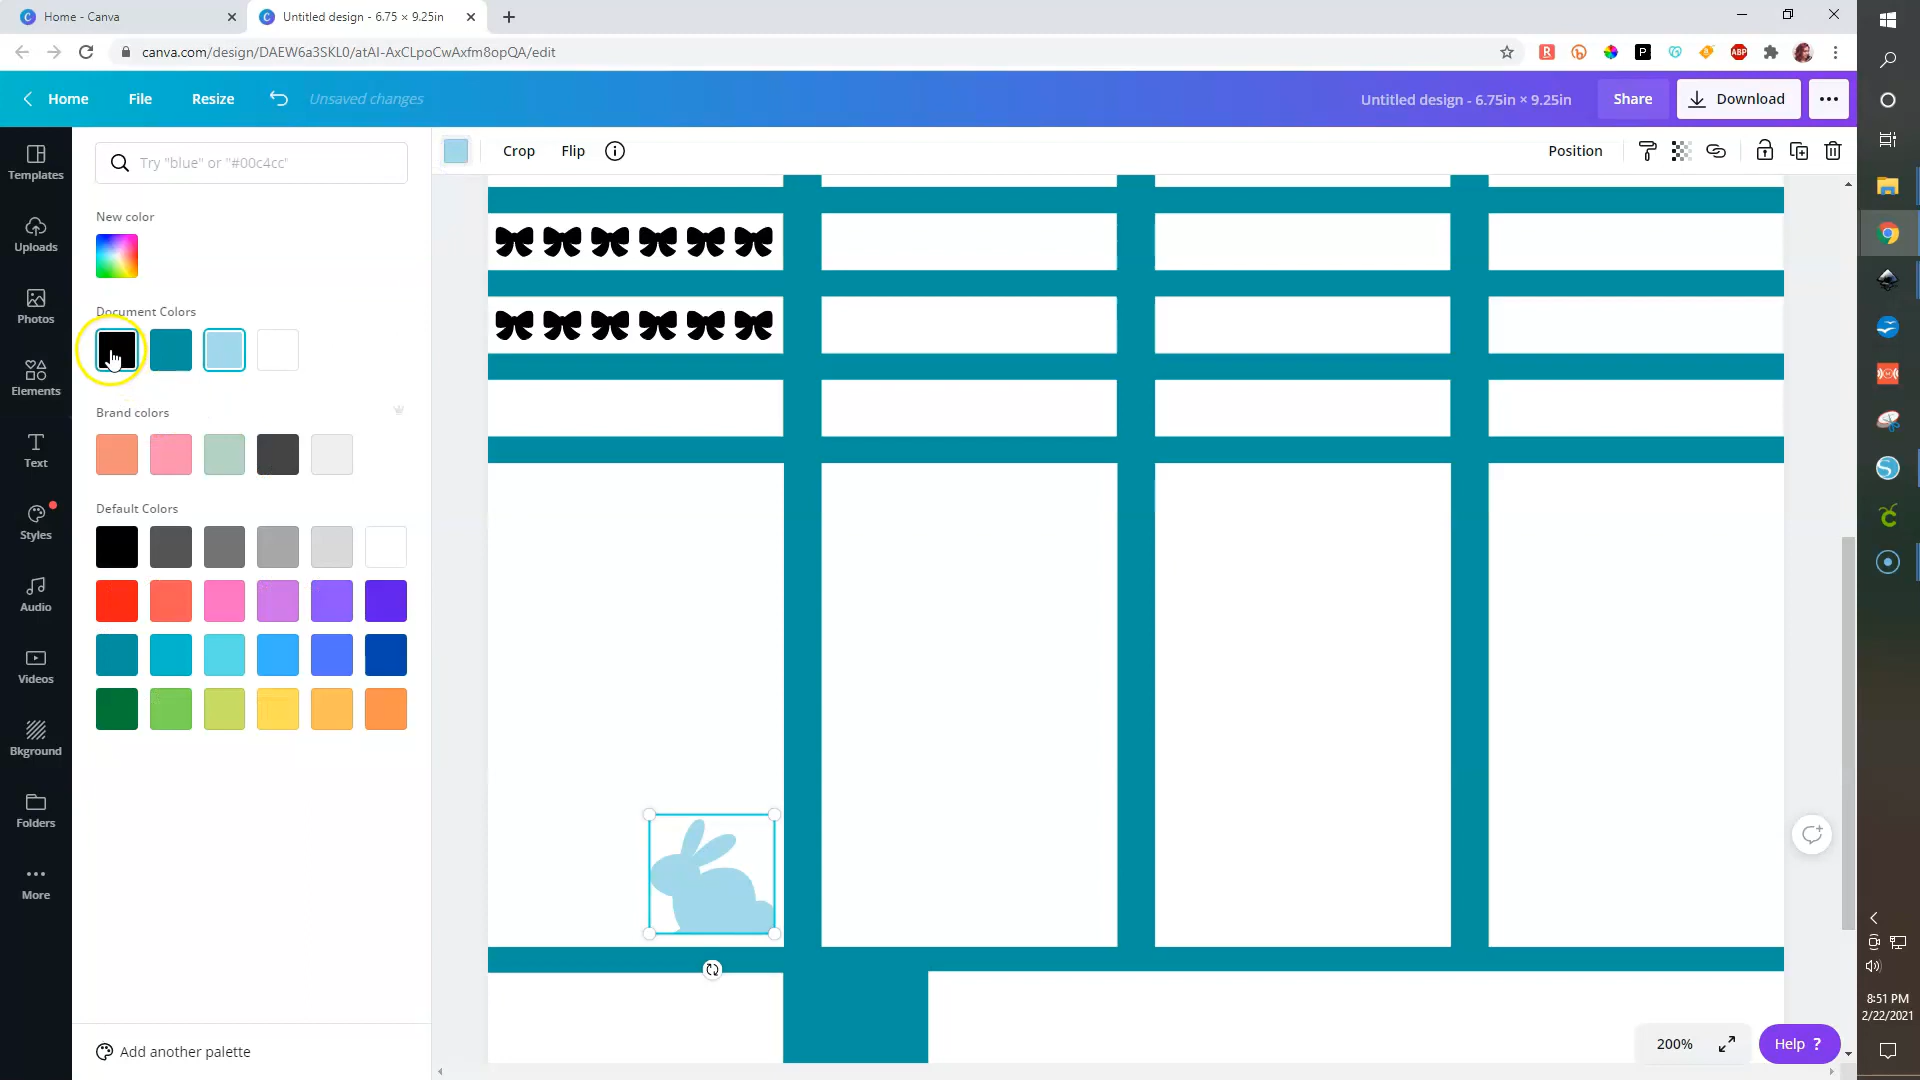 Home - Canva
Untitled design - 6.75 × 9.25in
canva.com/design/DAEW6a3SKL0/atAI-AxCLpoCwAxfm8opQA/edit
Home
File
Resize
Unsaved changes
Untitled design - 6.75in × 9.25in
Share
Download
Templates
Uploads
Photos
Elements
Text
Styles
Audio
Videos
Bkground
Folders
More
Try "blue" or "#00c4cc"
New color
Document Colors
Brand colors
Default Colors
Add another palette
Crop
Flip
Position
200%
Help ?
ABP
P
R
8:51 PM
2/22/2021